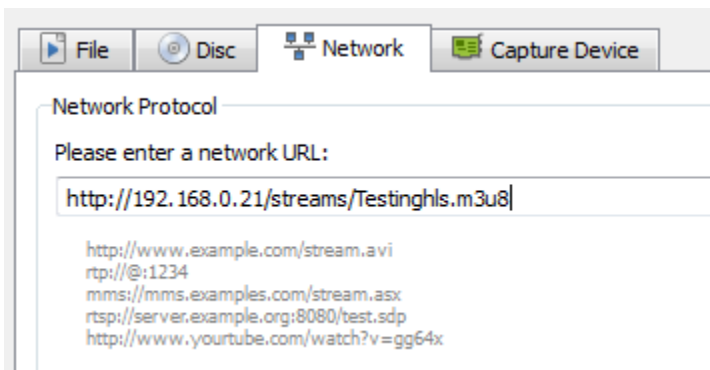 File Disc Network Capture Device
Network Protocol
Please enter a network URL:
http://192.168.0.21/streams/Testinghls.m3u8
http://www.example.com/stream.avi
rtp://@:1234
mms://mms.examples.com/stream.asx
rtsp://server.example.org:8080/test.sdp
http://www.yourtube.com/watch?v=gg64x